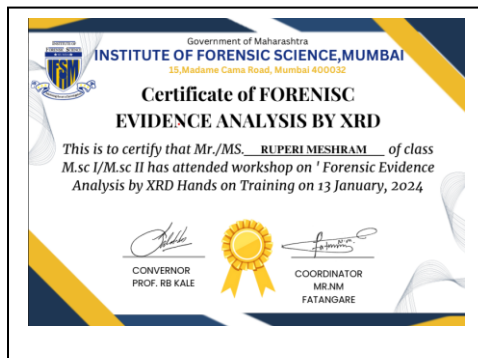 Government of Maharashtra
INSTITUTE OF FORENSIC SCIENCE,MUMBAI
15,Madame Cama Road, Mumbai 400032
IFSM
Certificate of FORENISC
EVIDENCE ANALYSIS BY XRD
This is to certify that Mr./MS. RUPERI MESHRAM of class
M.sc I/M.sc II has attended workshop on ' Forensic Evidence
Analysis by XRD Hands on Training on 13 January, 2024
CONVERNOR
PROF. RB KALE
COORDINATOR
MR.NM
FATANGARE